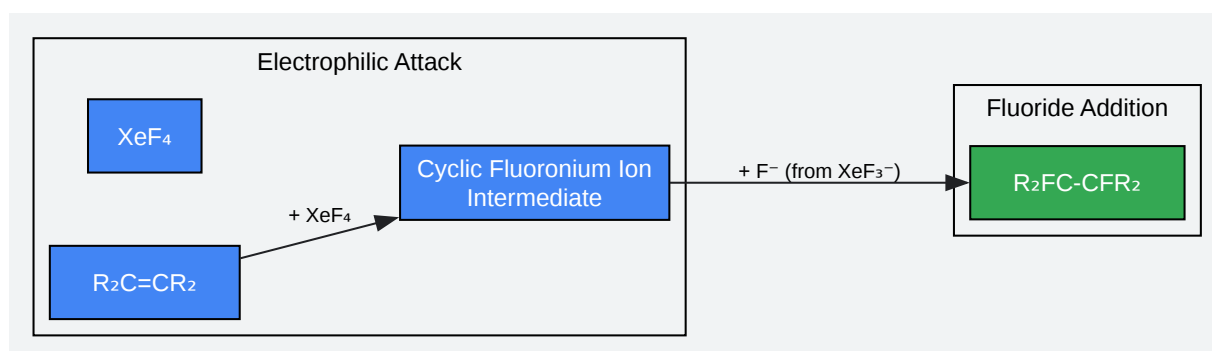 Electrophilic Attack
XeF₄
R₂C=CR₂
+ XeF₄
Cyclic Fluoronium Ion
Intermediate
+ F⁻ (from XeF₃⁻)
Fluoride Addition
R₂FC-CFR₂